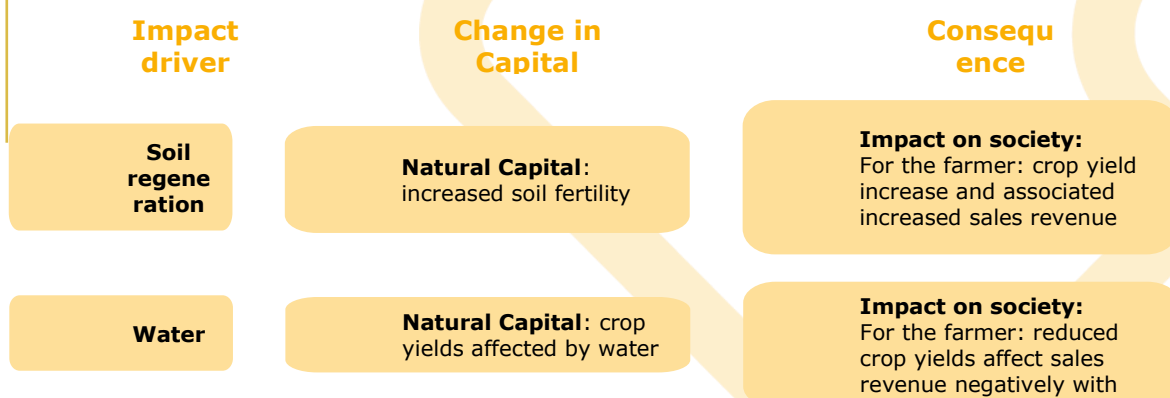 Impact
driver
Change in
Capital
Consequ
ence
Soil
regene
ration
Natural Capital:
increased soil fertility
Impact on society:
For the farmer: crop yield
increase and associated
increased sales revenue
Water
Natural Capital: crop
yields affected by water
Impact on society:
For the farmer: reduced
crop yields affect sales
revenue negatively with